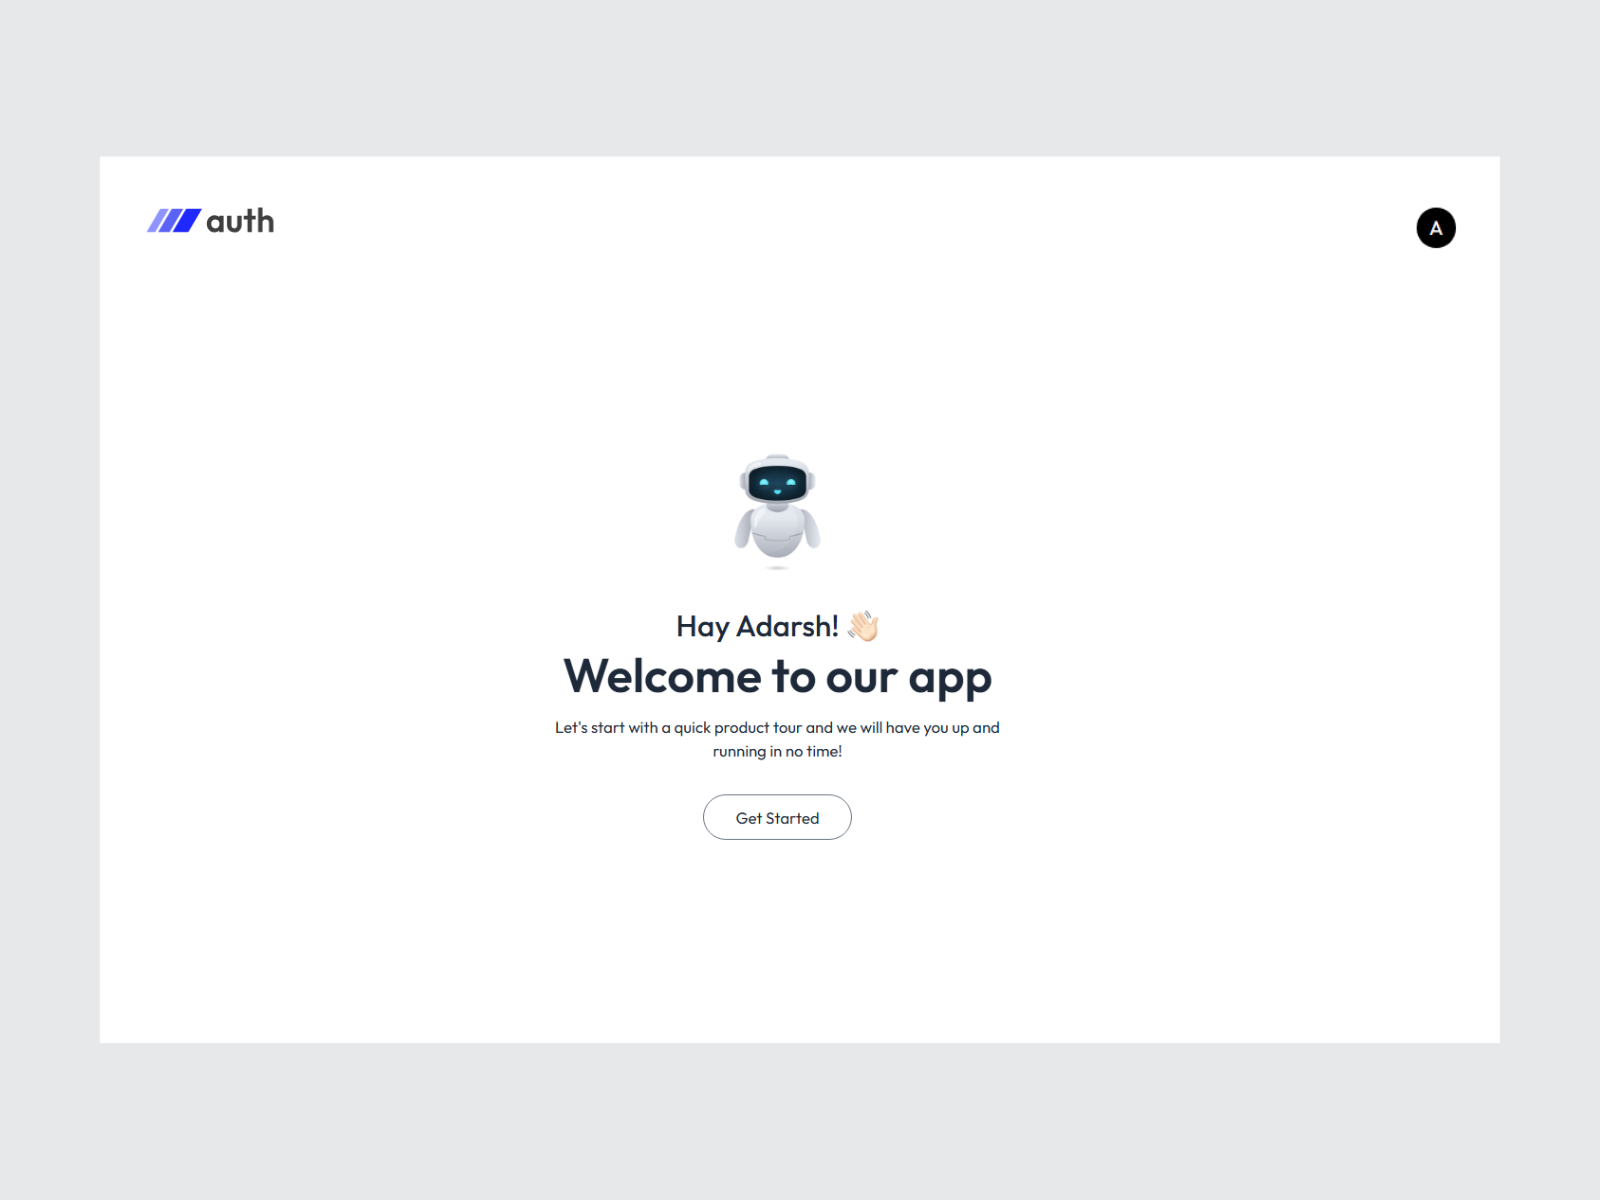 auth
A
Hay Adarsh! 👋🏻
Welcome to our app
Let's start with a quick product tour and we will have you up and
running in no time!
Get Started